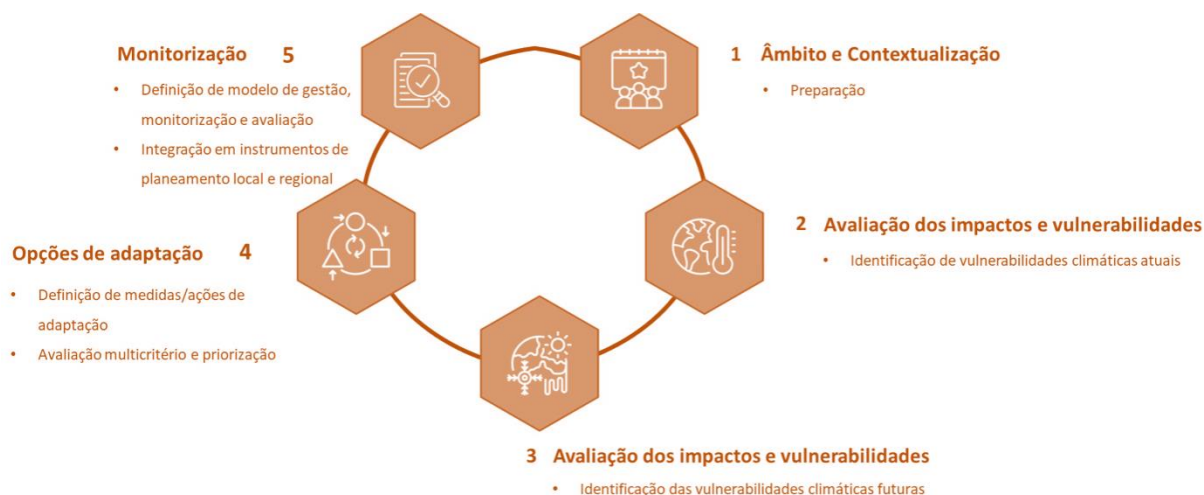 1 Âmbito e Contextualização
• Preparação
2 Avaliação dos impactos e vulnerabilidades
• Identificação de vulnerabilidades climáticas atuais
3 Avaliação dos impactos e vulnerabilidades
• Identificação das vulnerabilidades climáticas futuras
Opções de adaptação 4
• Definição de medidas/ações de
adaptação
• Avaliação multicritério e priorização
Monitorização 5
• Definição de modelo de gestão,
monitorização e avaliação
• Integração em instrumentos de
planeamento local e regional